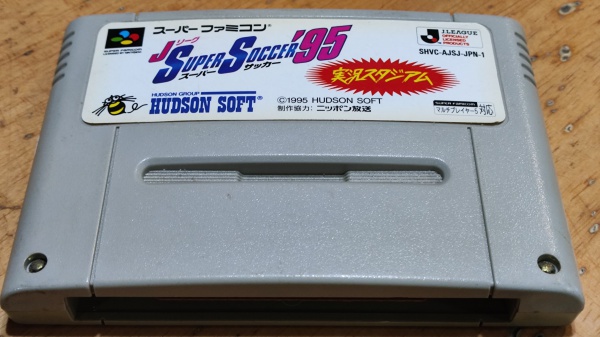 スーパーファミコン
Jリーグ
SUPER SOCCER'95
スーパー サッカー
実況スタジアム
J.LEAGUE
OFFICIALLY
LICENSED
PRODUCTS
SHVC-AJSJ-JPN-1
HUDSON GROUP
HUDSON SOFT
©1995 HUDSON SOFT
制作協力：ニッポン放送
SUPER FAMICOM
マルチプレイヤー5 対応